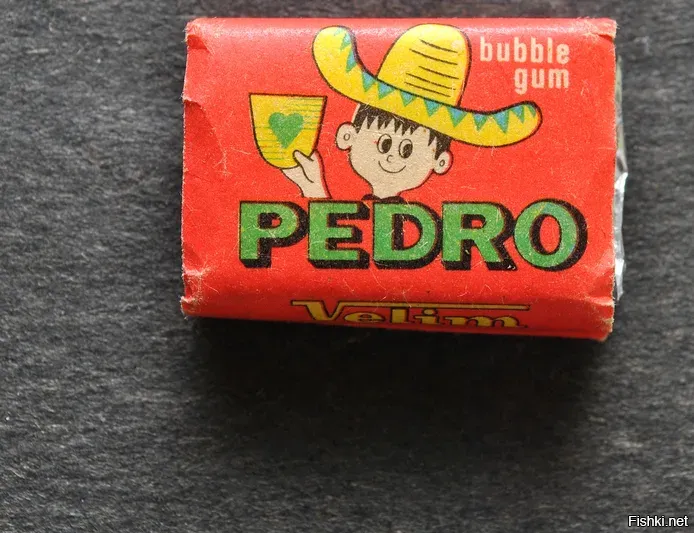 bubble
gum
PEDRO
Velim
Fishki.net